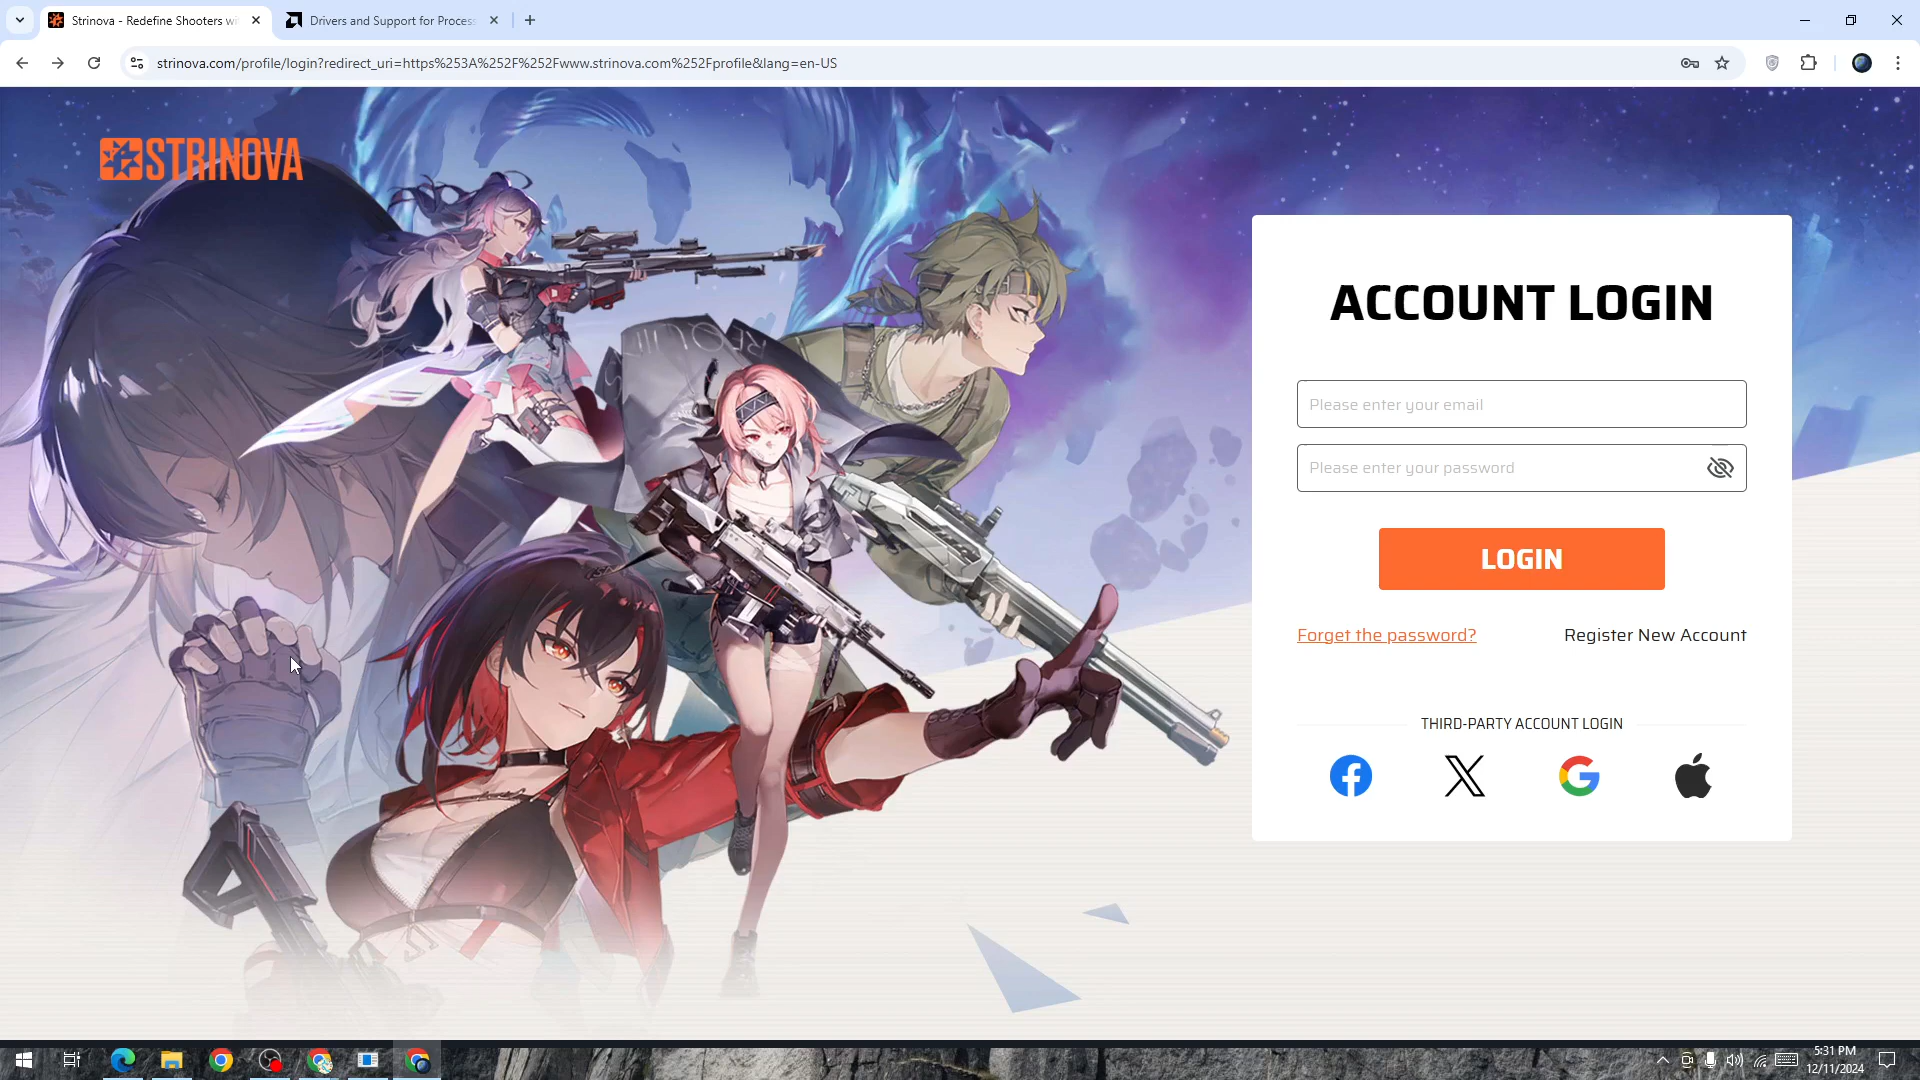 Strinova - Redefine Shooters wi
Drivers and Support for Process
strinova.com/profile/login?redirect_uri=https%253A%252F%252Fwww.strinova.com%252Fprofile&lang=en-US
STRINOVA
ACCOUNT LOGIN
Please enter your email
Please enter your password
LOGIN
Forget the password?
Register New Account
THIRD-PARTY ACCOUNT LOGIN
5:31 PM
12/11/2024